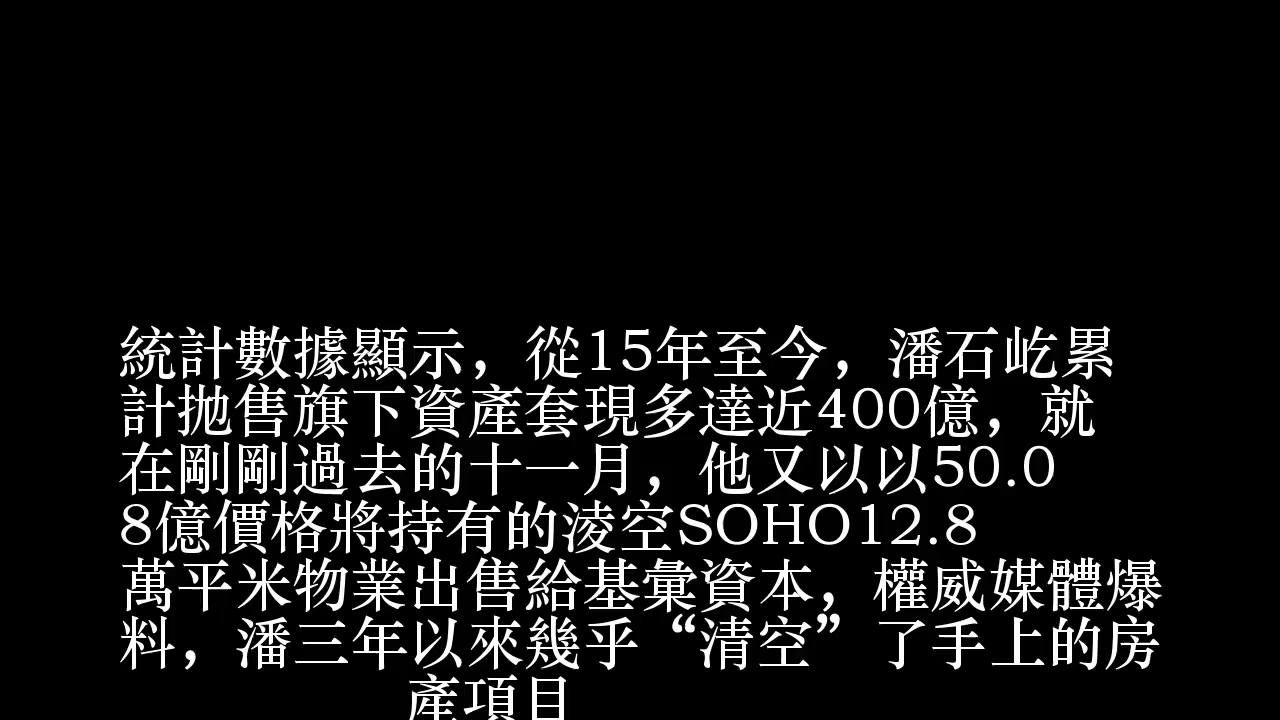 統計數據顯示，從15年至今，潘石屹累
計拋售旗下資產套現多達近400億，就
在剛剛過去的十一月，他又以以50.0
8億價格將持有的淩空SOHO12.8
萬平米物業出售給基彙資本，權威媒體爆
料，潘三年以來幾乎“清空”了手上的房
產項目